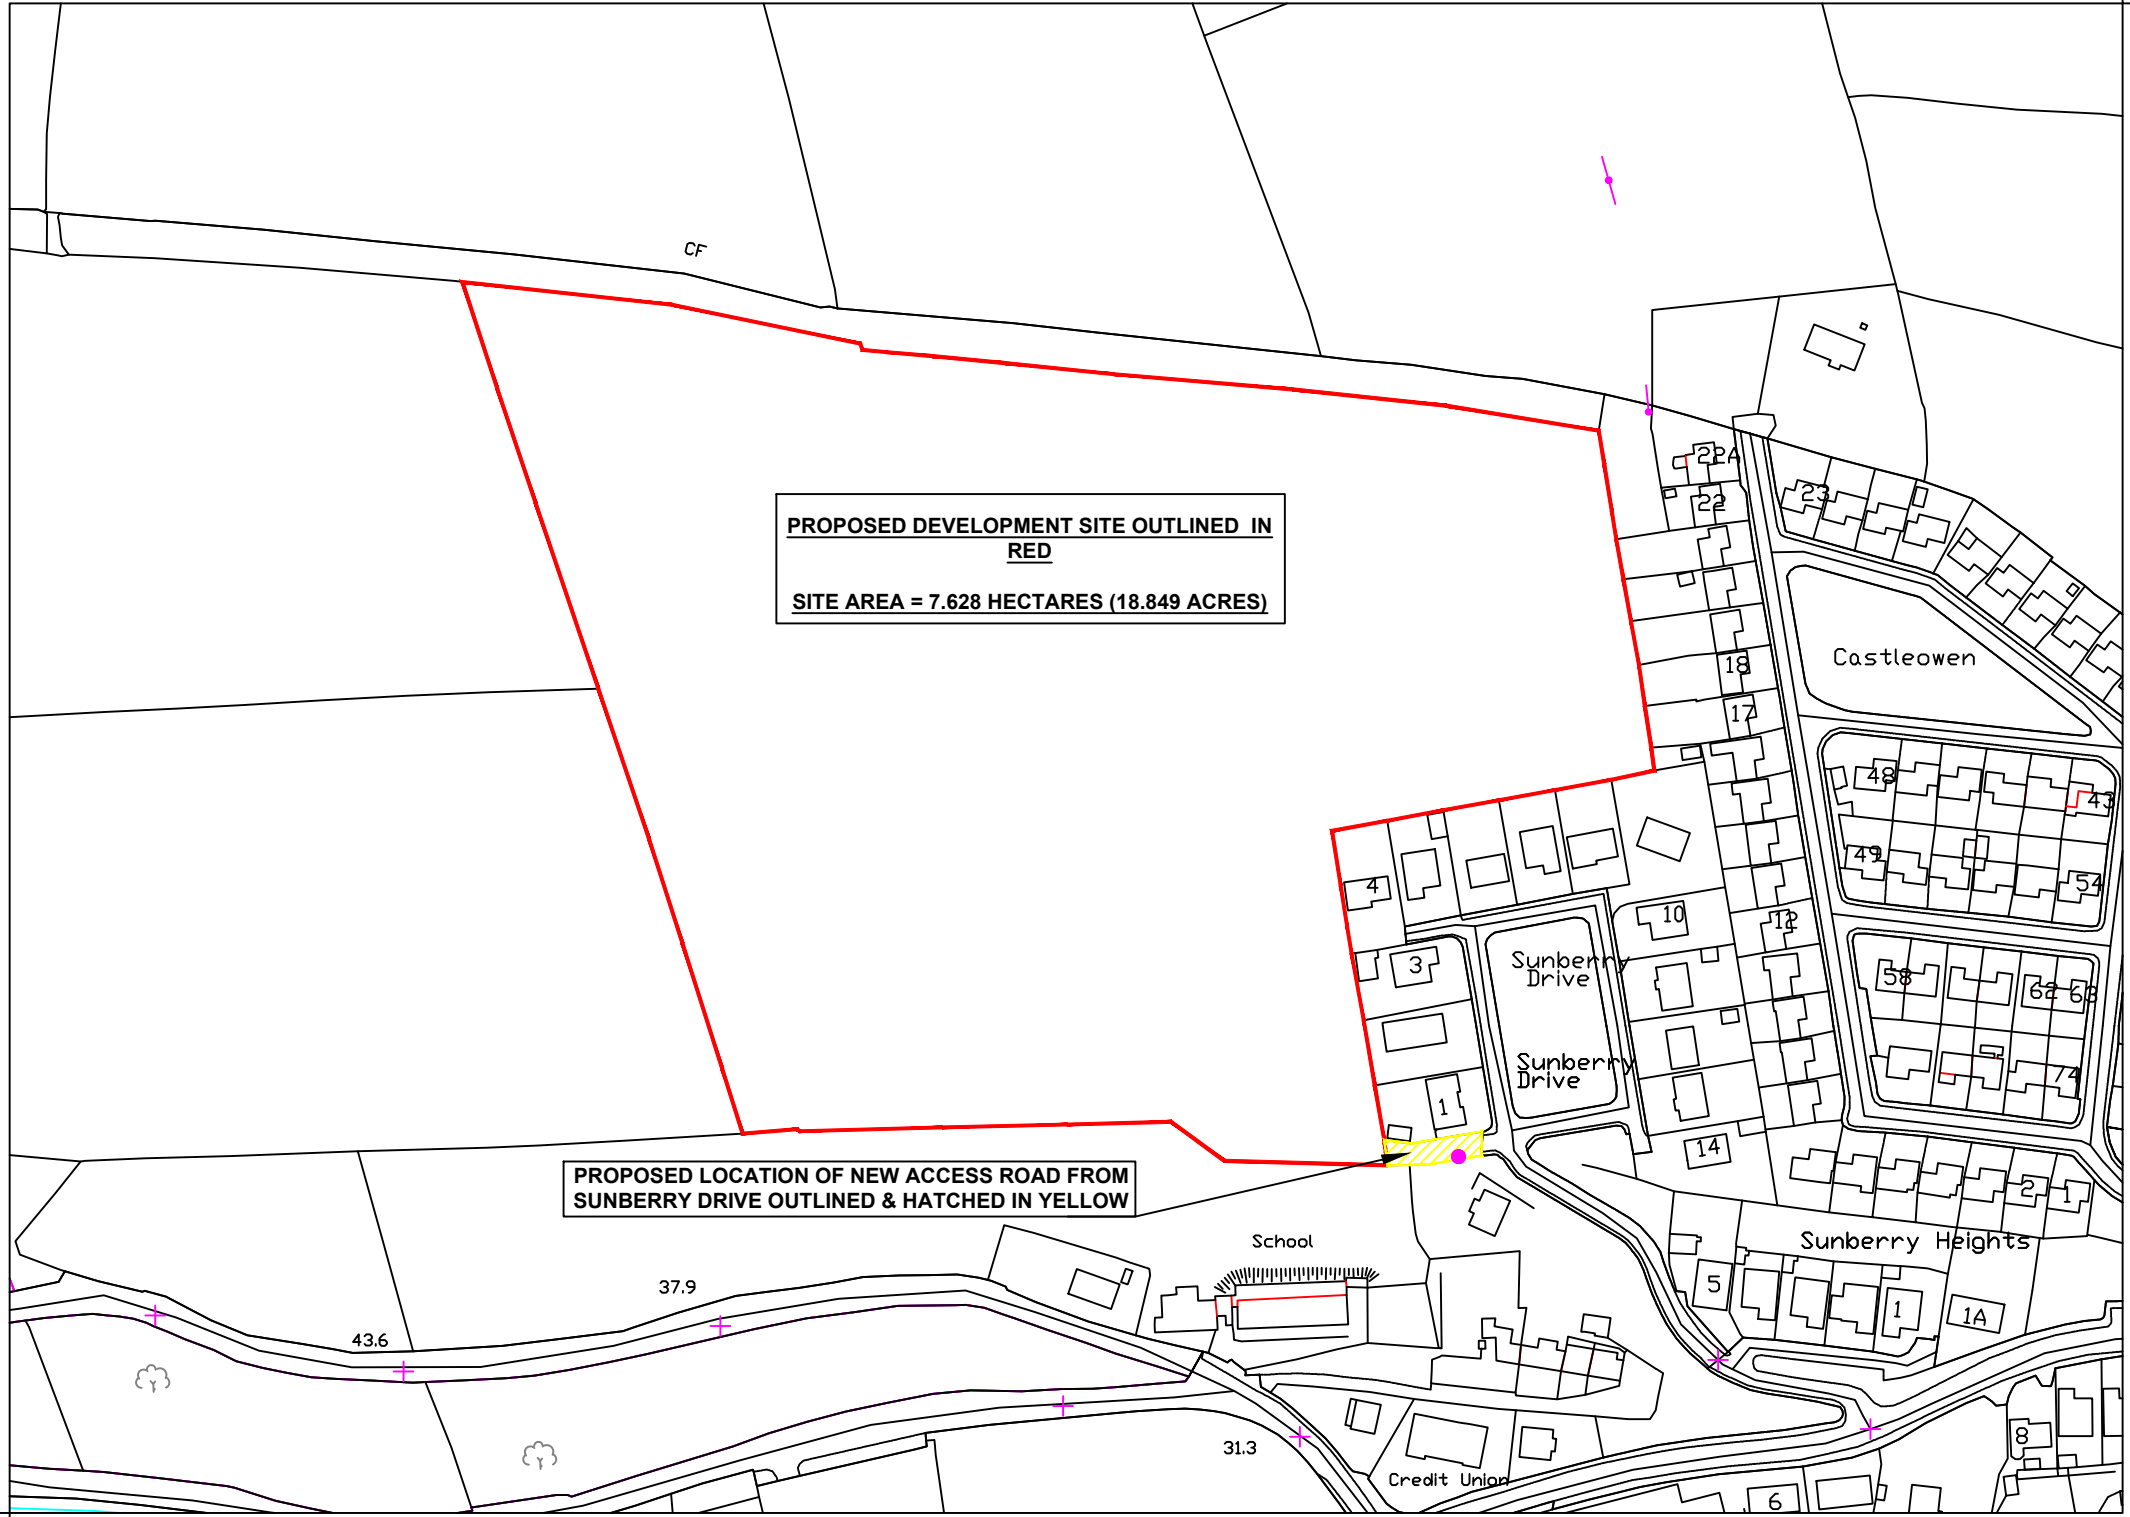 CF
PROPOSED DEVELOPMENT SITE OUTLINED IN
RED
SITE AREA = 7.628 HECTARES (18.849 ACRES)
22A
22
23
18
17
Castleowen
48
43
49
54
4
3
10
12
Sunberry
Drive
58
62
63
Sunberry
Drive
1
74
14
2
1
PROPOSED LOCATION OF NEW ACCESS ROAD FROM
SUNBERRY DRIVE OUTLINED & HATCHED IN YELLOW
School
Sunberry Heights
5
1
1A
37.9
43.6
31.3
Credit Union
8
6